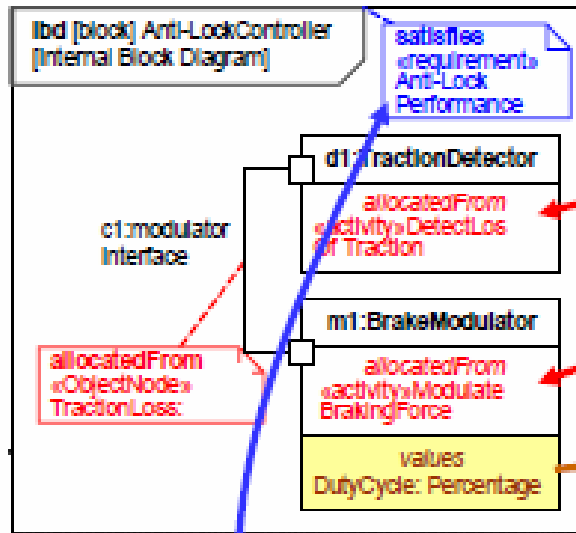 ibd [block] Anti-LockController
[Internal Block Diagram]
satisfies
«requirement»
Anti-Lock
Performance
d1:TractionDetector
allocatedFrom
«activity»DetectLos
Of Traction
c1:modulator
Interface
m1:BrakeModulator
allocatedFrom
«activity»Modulate
BrakingForce
allocatedFrom
«ObjectNode»
TractionLoss:
values
DutyCycle: Percentage